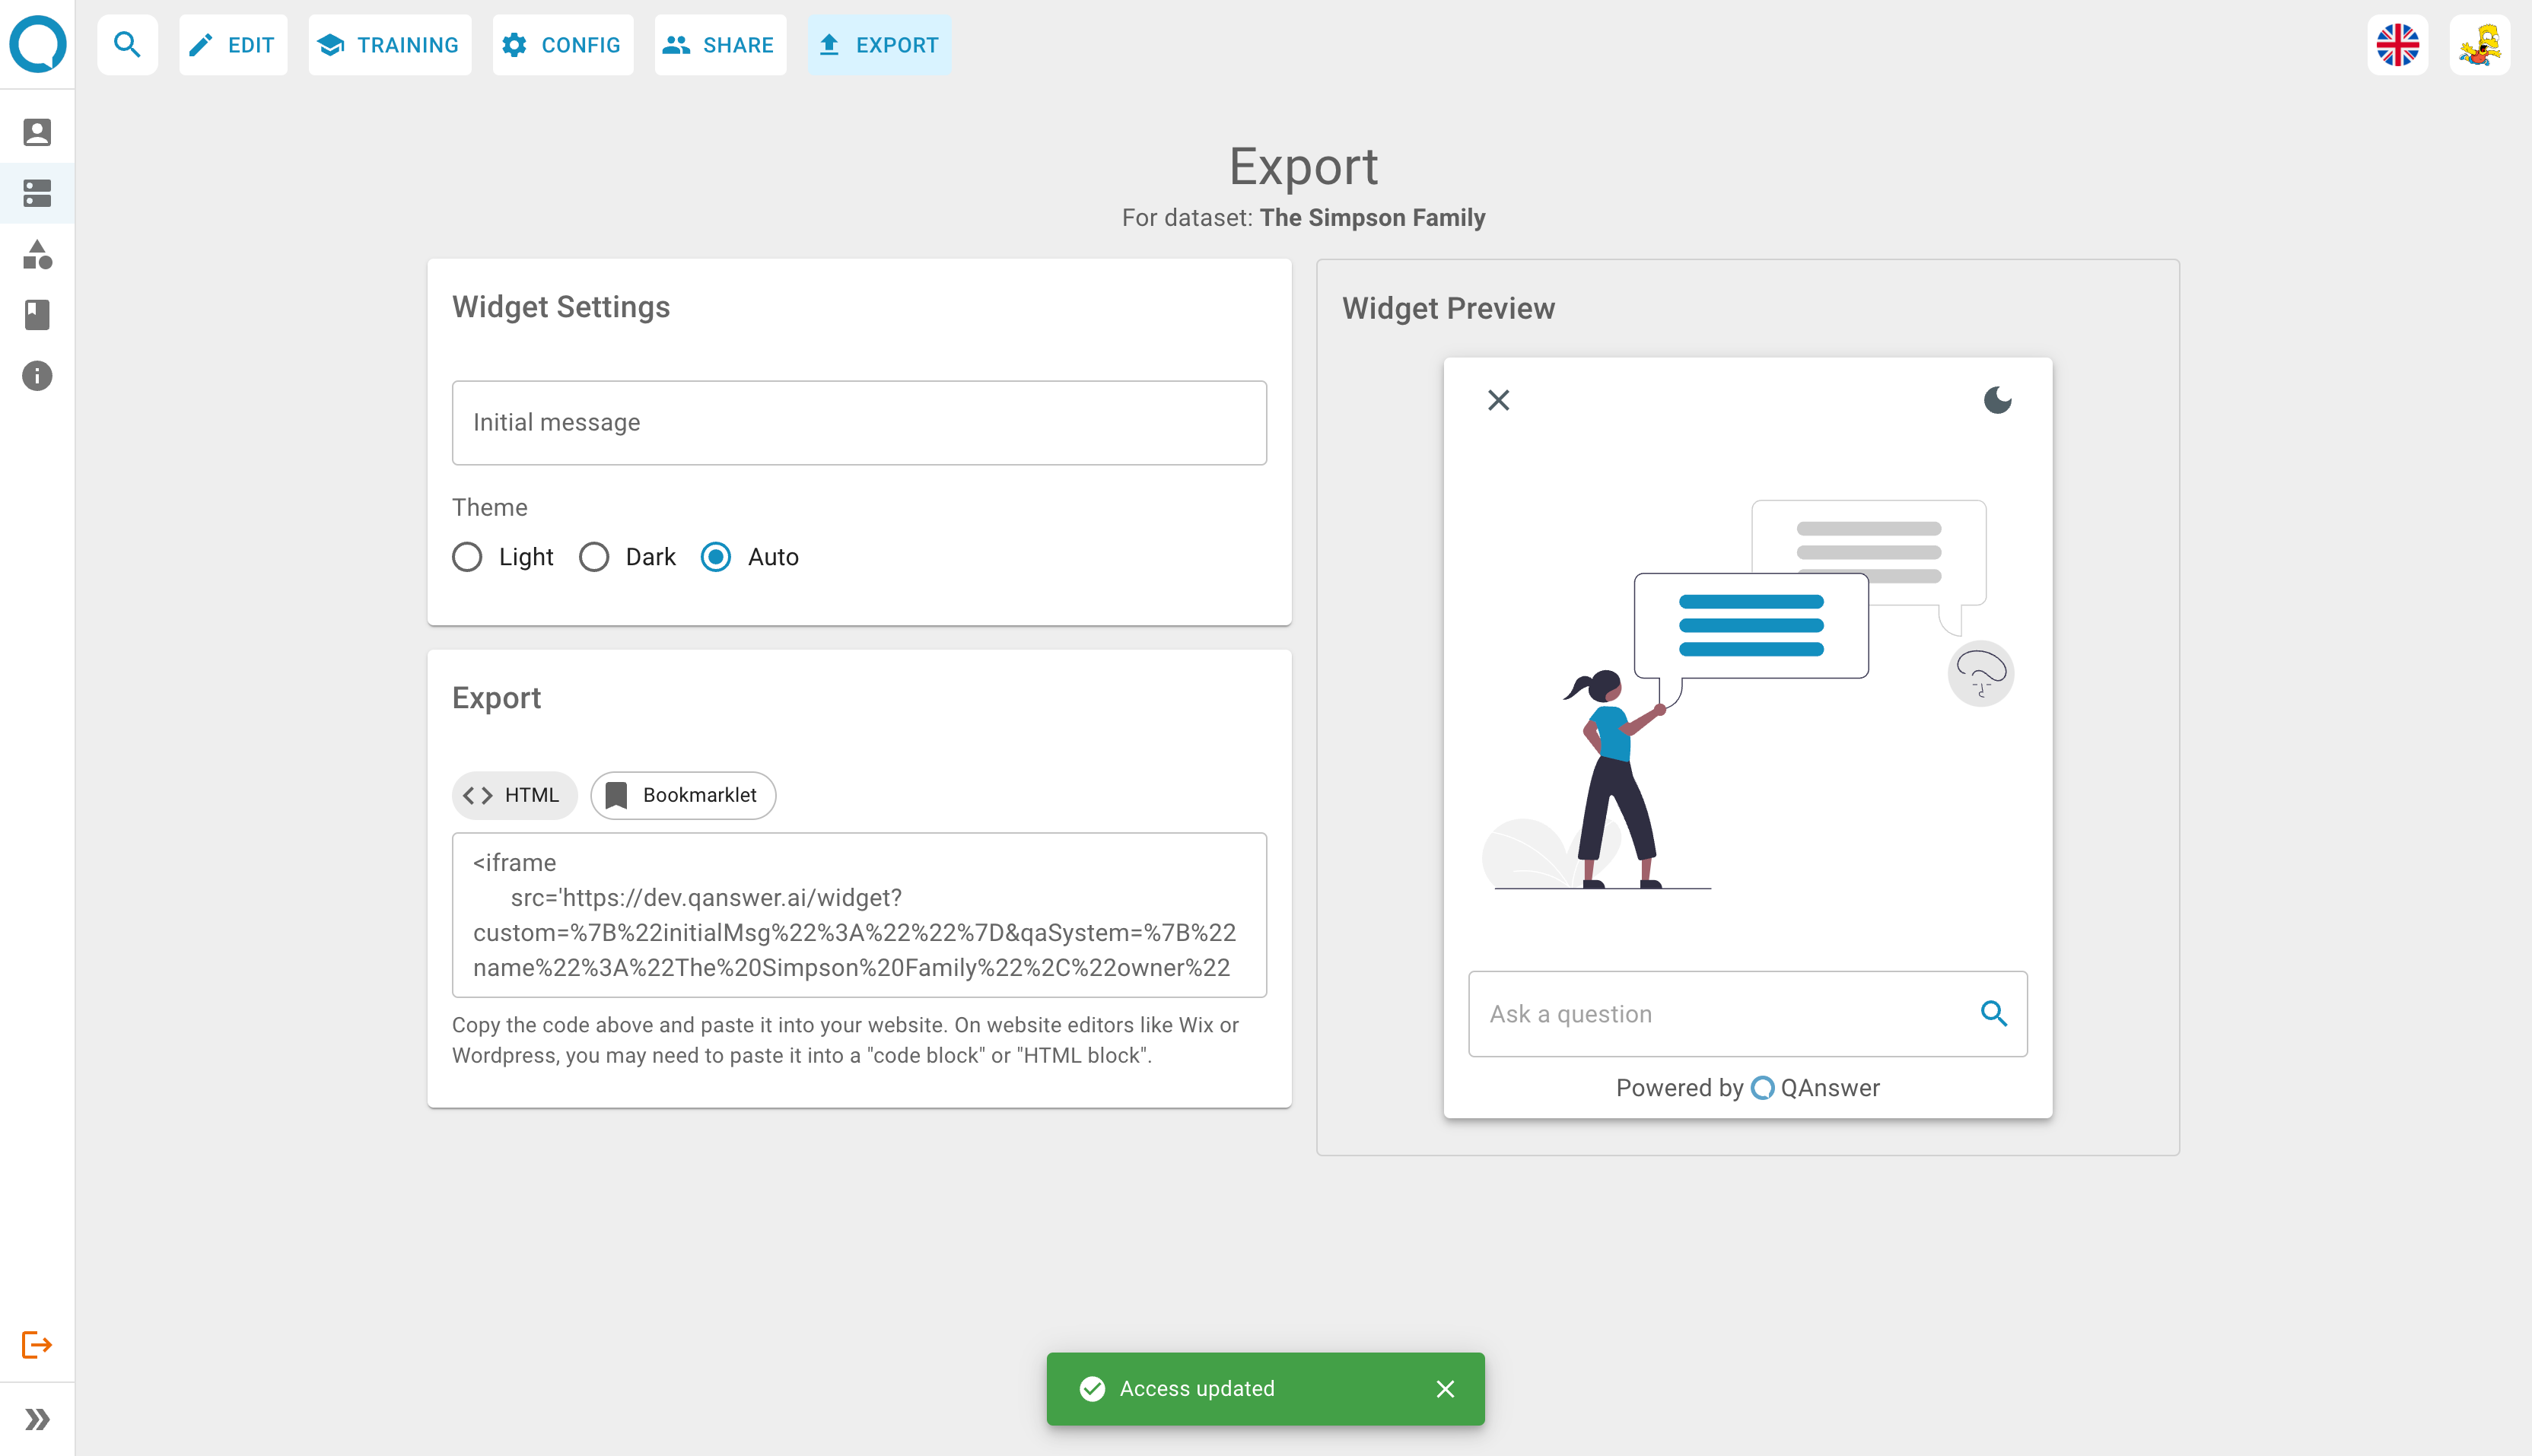 EDIT
TRAINING
CONFIG
SHARE
EXPORT
Export
For dataset: The Simpson Family
Widget Settings
Initial message
Theme
Light
Dark
Auto
Export
HTML
Bookmarklet
<iframe
src='https://dev.qanswer.ai/widget?
custom=%7B%22initialMsg%22%3A%22%22%7D&qaSystem=%7B%22
name%22%3A%22The%20Simpson%20Family%22%2C%22owner%22
Copy the code above and paste it into your website. On website editors like Wix or
Wordpress, you may need to paste it into a "code block" or "HTML block".
Widget Preview
Ask a question
Powered by QAnswer
Access updated